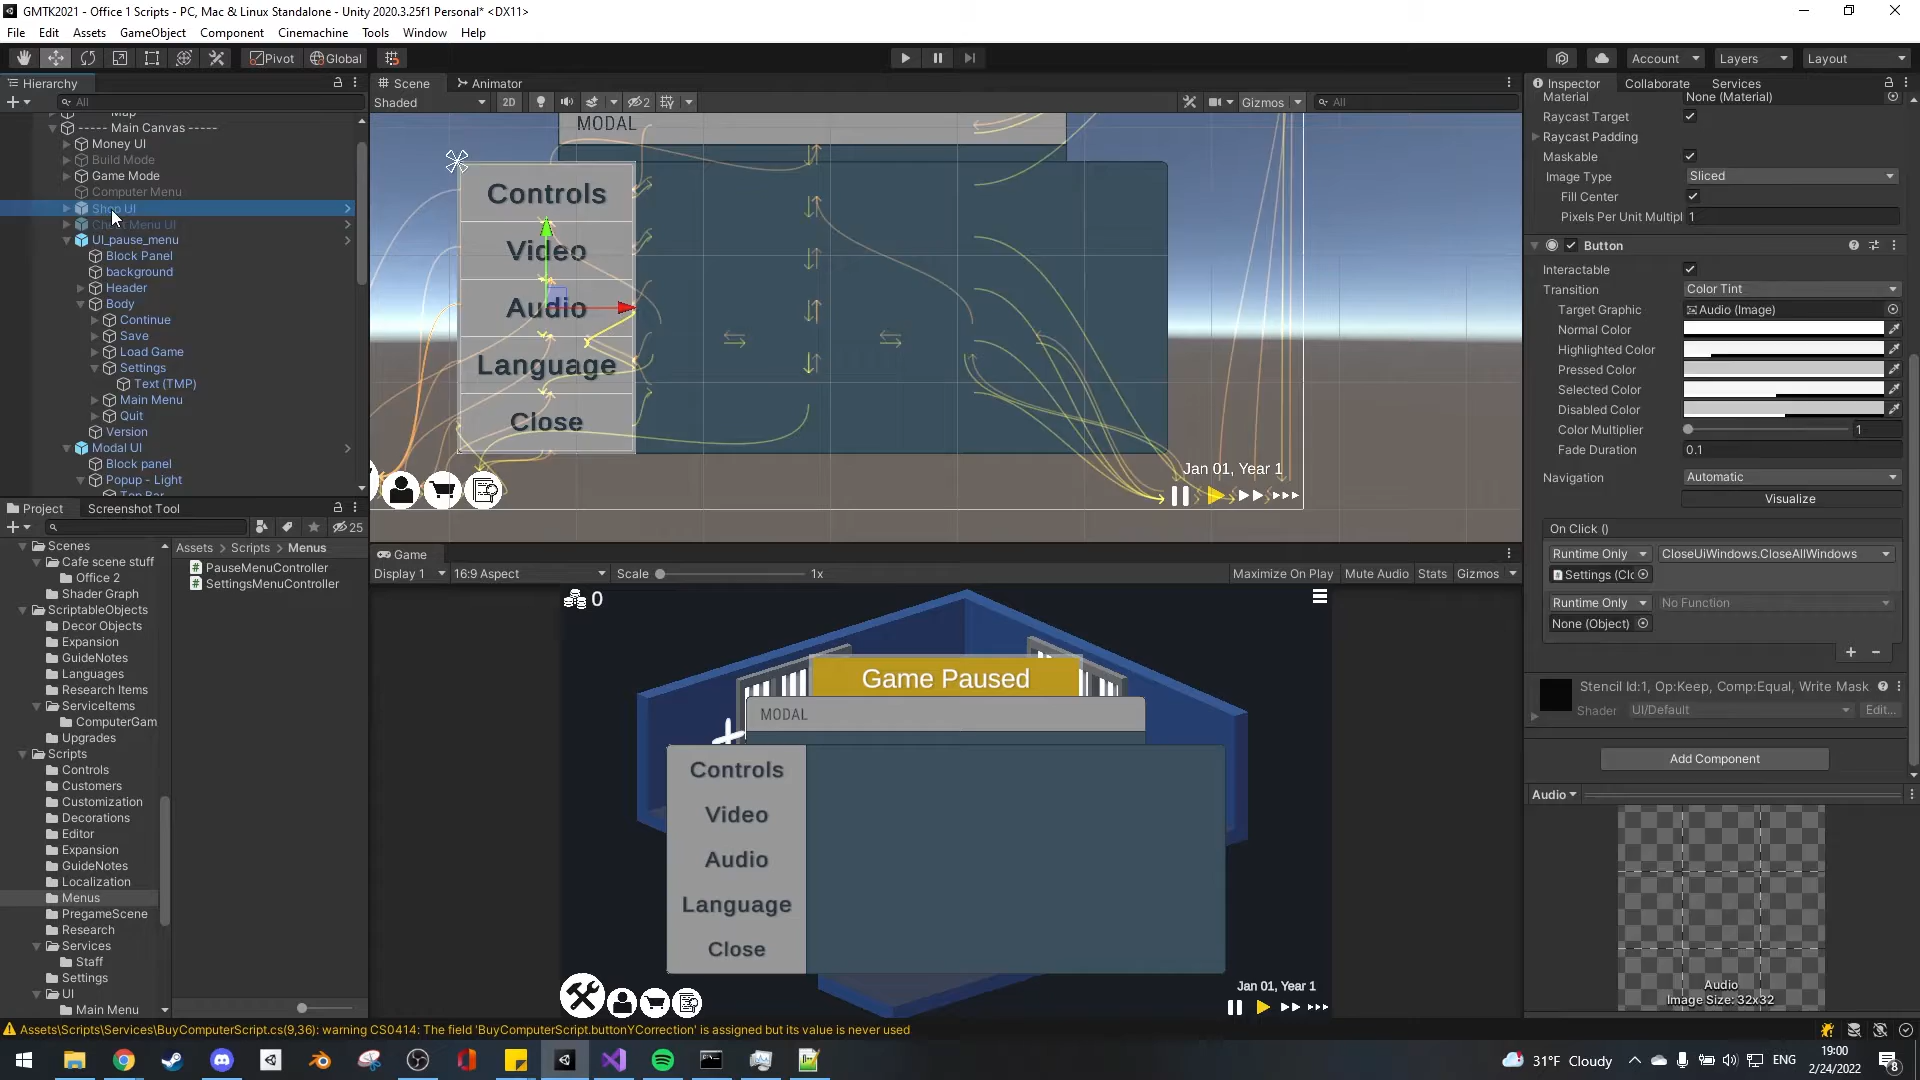 GMTK2021 - Office 1 Scripts - PC, Mac & Linux Standalone - Unity 2020.3.25f1 Personal* <DX11>
File Edit Assets GameObject Component Cinemachine Tools Window Help
Pivot Global Account Layers Layout
Hierarchy
All
Map
----- Main Canvas -----
Money UI
Build Mode
Game Mode
Computer Menu
Shop UI
UI_pause_menu
Block Panel
background
Header
Body
Continue
Save
Load Game
Settings
Text (TMP)
Main Menu
Quit
Version
Modal UI
Block panel
Popup - Light
Top Bar
Scene Animator
Shaded 2D 2 Gizmos All
MODAL
Controls
Video
Audio
Language
Close
Jan 01, Year 1
Game
Display 1 16:9 Aspect Scale 1x Maximize On Play Mute Audio Stats Gizmos
0
Game Paused
MODAL
Controls
Video
Audio
Language
Close
Jan 01, Year 1
Inspector Collaborate Services
Material None (Material)
Raycast Target
Raycast Padding
Maskable
Image Type Sliced
Fill Center
Pixels Per Unit Multipl 1
Button
Interactable
Transition Color Tint
Target Graphic Audio (Image)
Normal Color
Highlighted Color
Pressed Color
Selected Color
Disabled Color
Color Multiplier 1
Fade Duration 0.1
Navigation Automatic
Visualize
On Click ()
Runtime Only CloseUiWindows.CloseAllWindows
Settings (Clo
Runtime Only No Function
None (Object)
Stencil Id:1, Op:Keep, Comp:Equal, Write Mask
Shader UI/Default Edit...
Add Component
Audio
Audio
Image Size: 32x32
Project Screenshot Tool
25
Scenes
Cafe scene stuff
Office 2
Shader Graph
ScriptableObjects
Decor Objects
Expansion
GuideNotes
Languages
Research Items
ServiceItems
ComputerGam
Upgrades
Scripts
Controls
Customers
Customization
Decorations
Editor
Expansion
GuideNotes
Localization
Menus
PregameScene
Research
Services
Staff
Settings
UI
Main Menu
Assets > Scripts > Menus
PauseMenuController
SettingsMenuController
Assets\Scripts\Services\BuyComputerScript.cs(9,36): warning CS0414: The field 'BuyComputerScript.buttonYCorrection' is assigned but its value is never used
31°F Cloudy ENG 19:00
2/24/2022 8